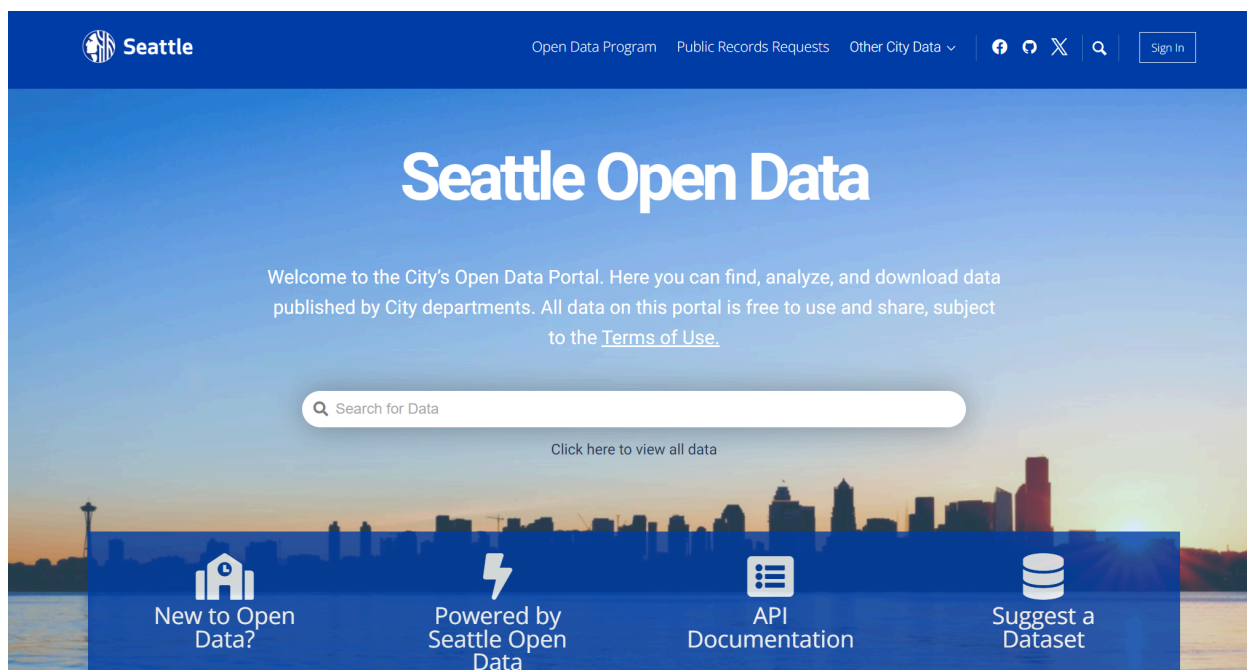 Seattle
Open Data Program
Public Records Requests
Other City Data
Sign In
Seattle Open Data
Welcome to the City’s Open Data Portal. Here you can find, analyze, and download data
published by City departments. All data on this portal is free to use and share, subject
to the Terms of Use.
Search for Data
Click here to view all data
New to Open
Data?
Powered by
Seattle Open
Data
API
Documentation
Suggest a
Dataset